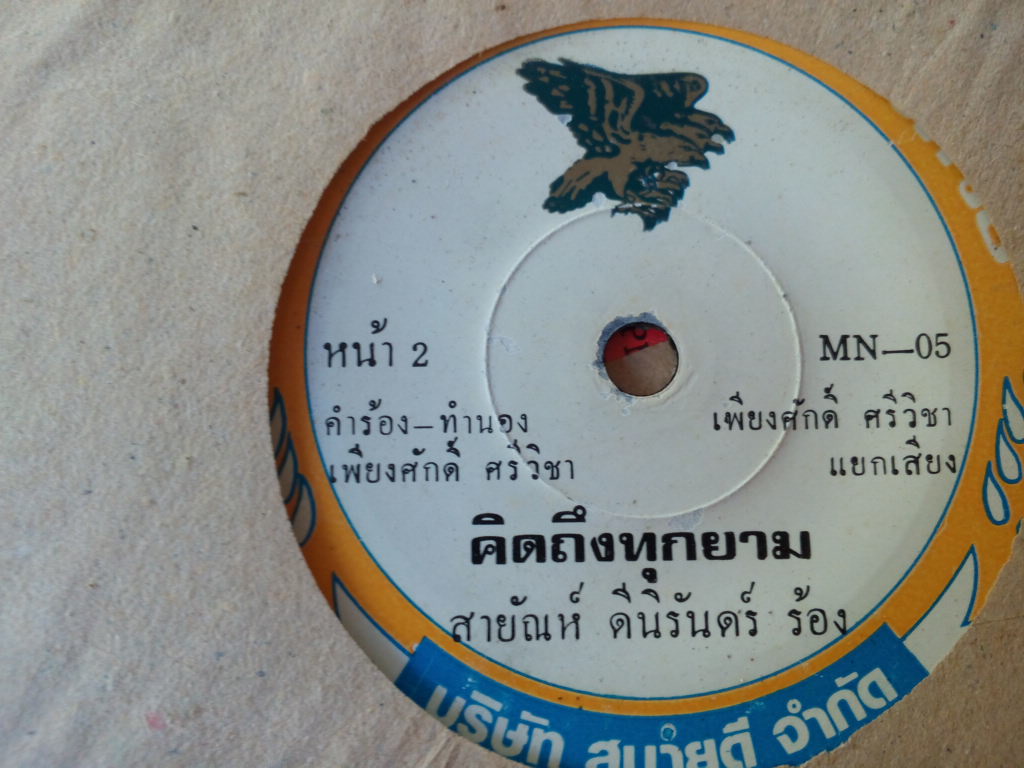 หน้า 2
MN—05
คำร้อง–ทำนอง
เพียงศักดิ์ ศรีวิชา
เพียงศักดิ์ ศรีวิชา
แยกเสียง
คิดถึงทุกยาม
สายัณห์ ดีนิรันดร์ ร้อง
บริษัท สบายดี จำกัด